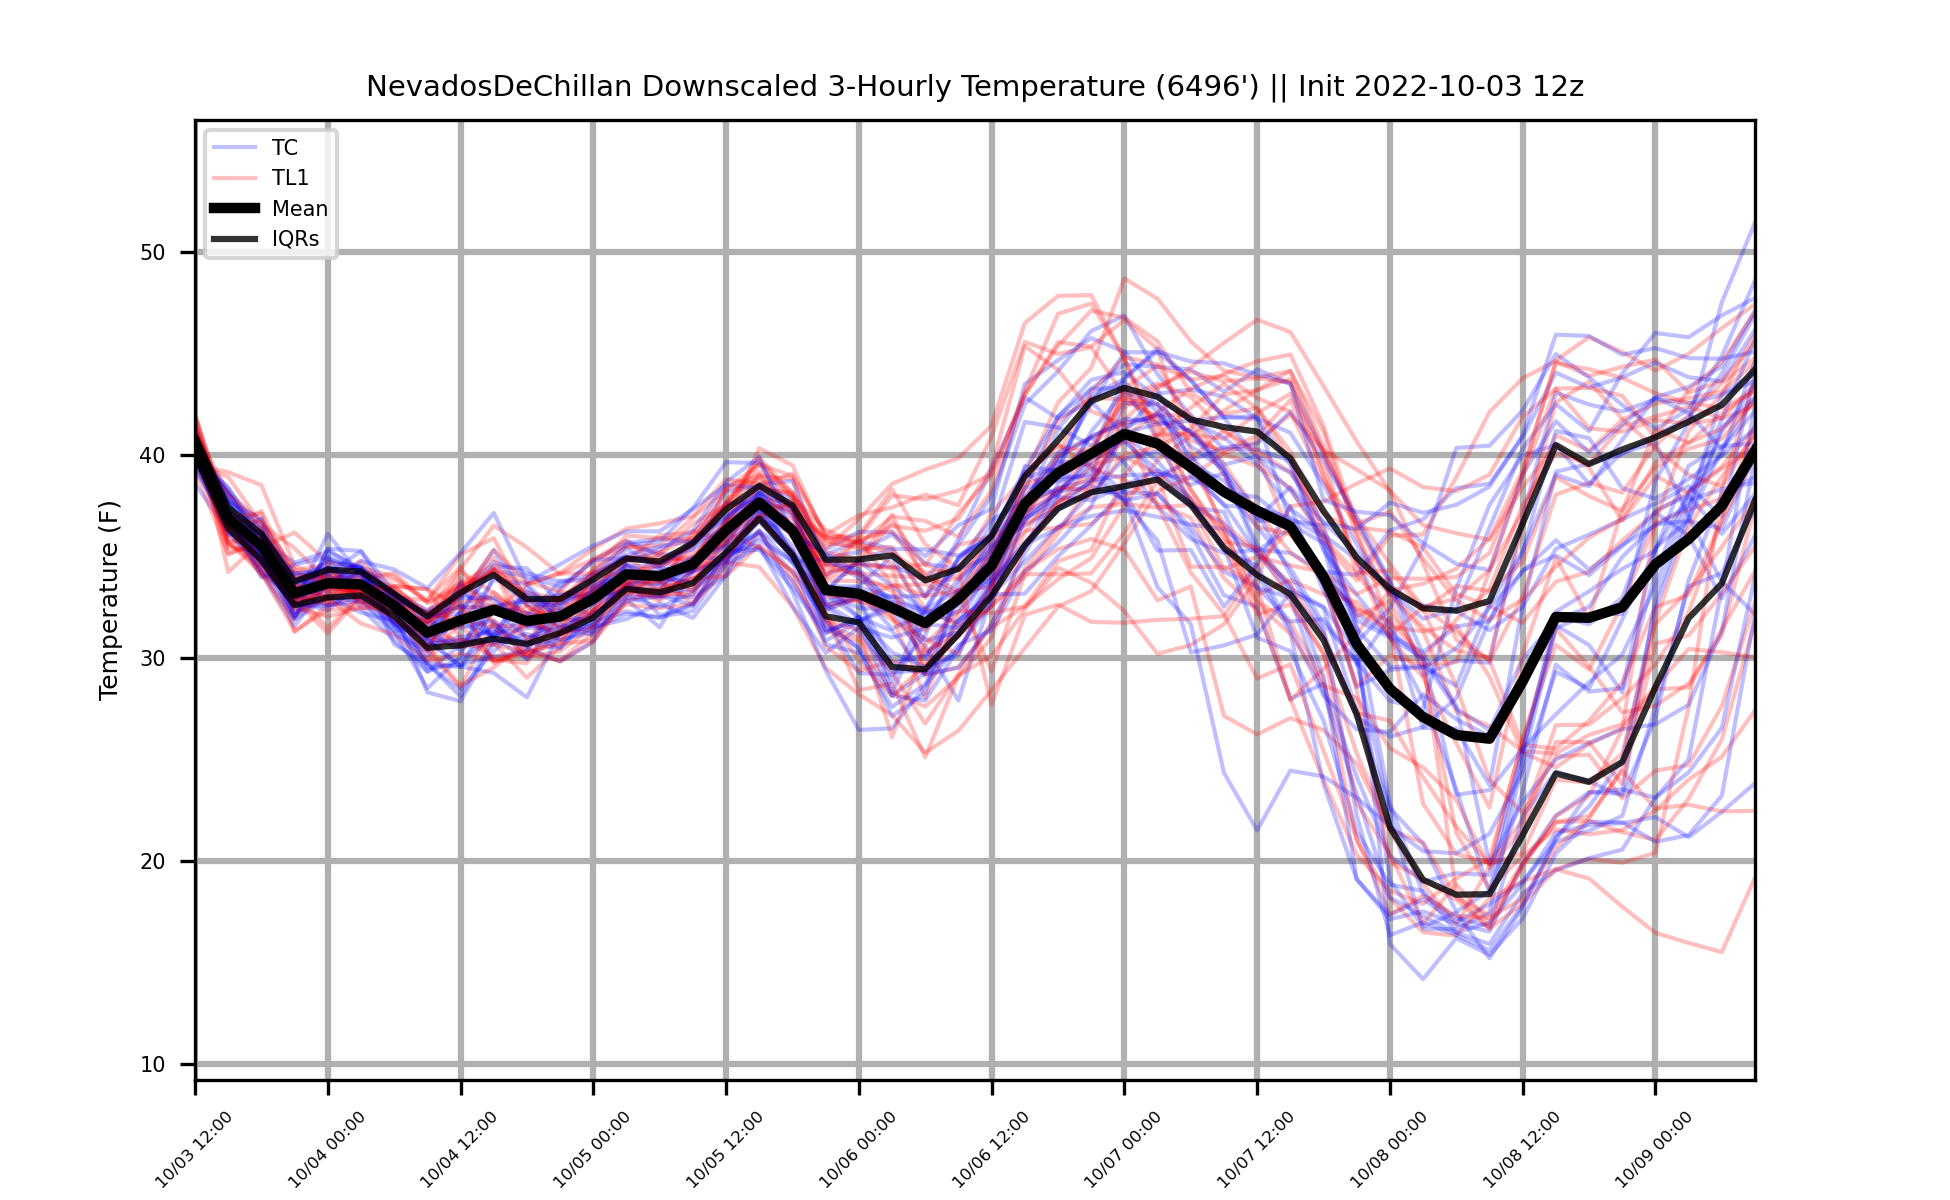 NevadosDeChillan Downscaled 3-Hourly Temperature (6496') || Init 2022-10-03 12z
TC
TL1
Mean
IQRs
Temperature (F)
50
40
30
20
10
10/03 12:00
10/04 00:00
10/04 12:00
10/05 00:00
10/05 12:00
10/06 00:00
10/06 12:00
10/07 00:00
10/07 12:00
10/08 00:00
10/08 12:00
10/09 00:00